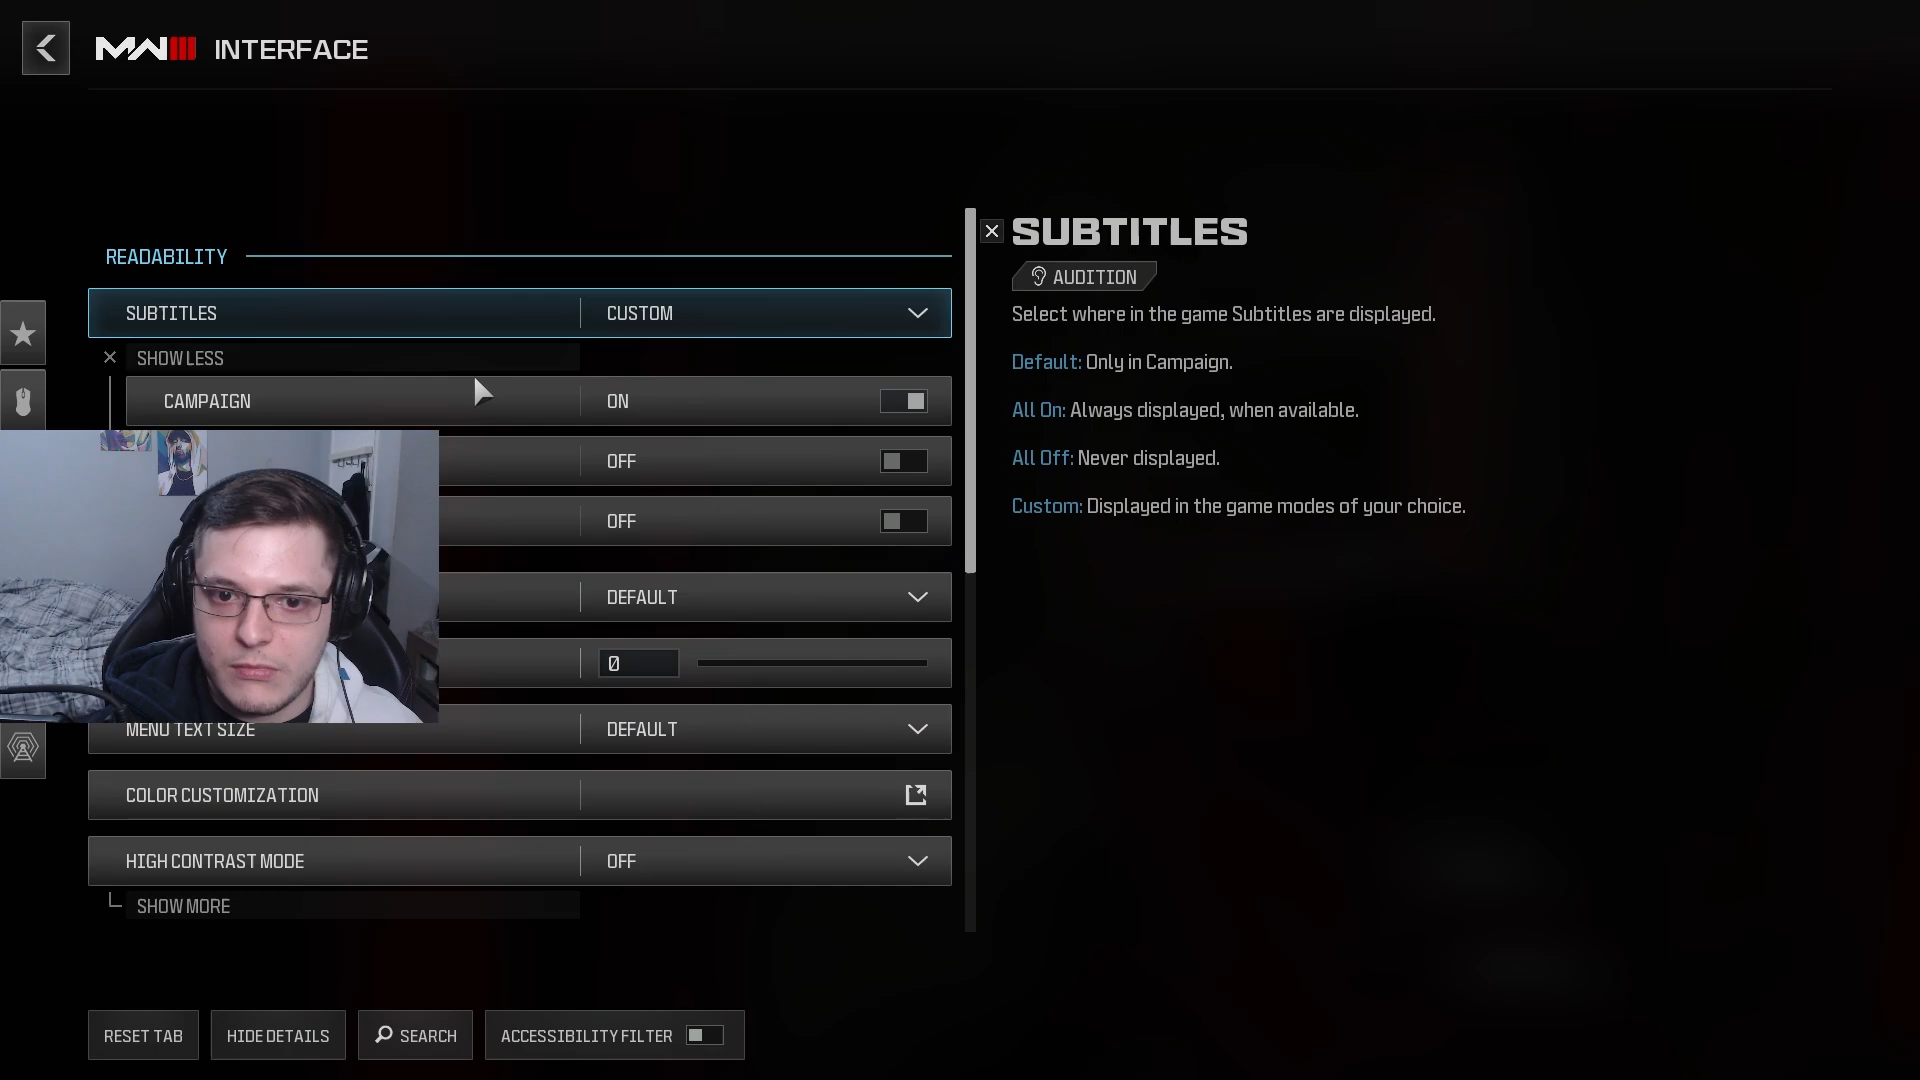 MWIII INTERFACE
READABILITY
SUBTITLES CUSTOM
SHOW LESS
CAMPAIGN ON
OFF
OFF
DEFAULT
0
MENU TEXT SIZE DEFAULT
COLOR CUSTOMIZATION
HIGH CONTRAST MODE OFF
SHOW MORE
SUBTITLES
AUDITION
Select where in the game Subtitles are displayed.
Default: Only in Campaign.
All On: Always displayed, when available.
All Off: Never displayed.
Custom: Displayed in the game modes of your choice.
RESET TAB HIDE DETAILS SEARCH ACCESSIBILITY FILTER